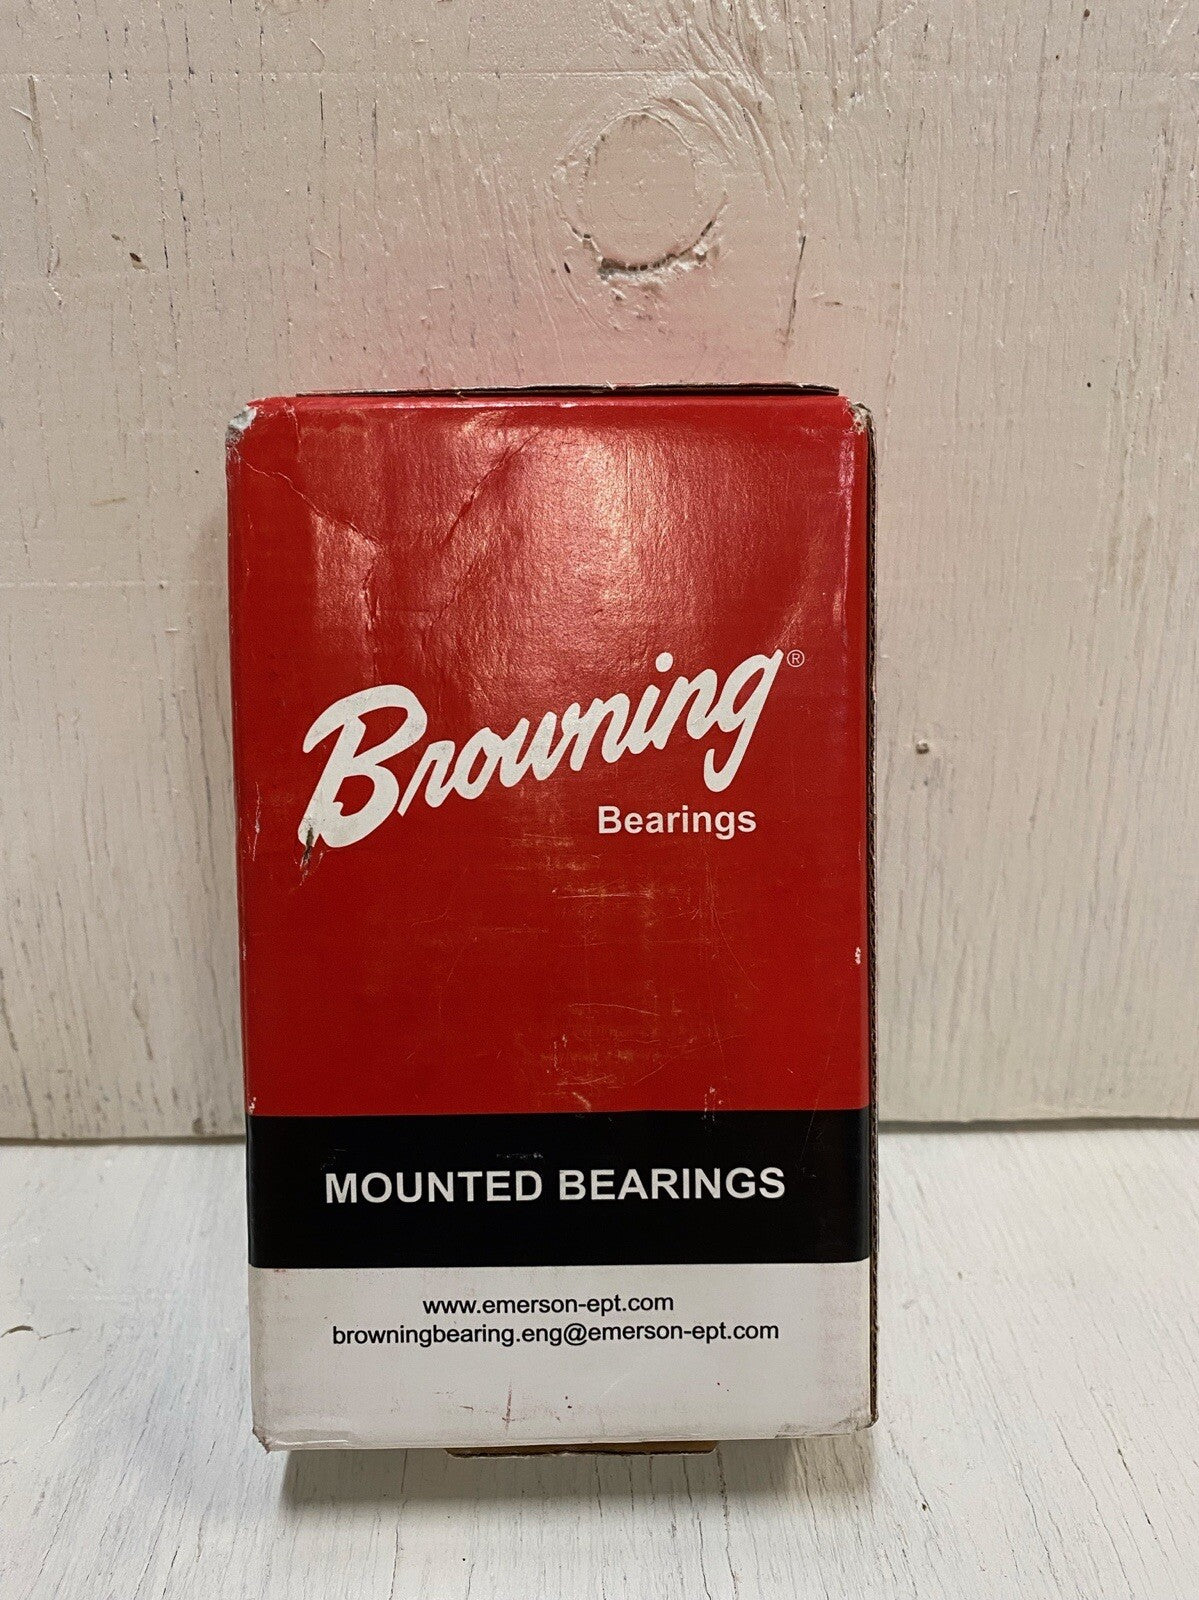 Browning®
Bearings
MOUNTED BEARINGS
www.emerson-ept.com
browningbearing.eng@emerson-ept.com